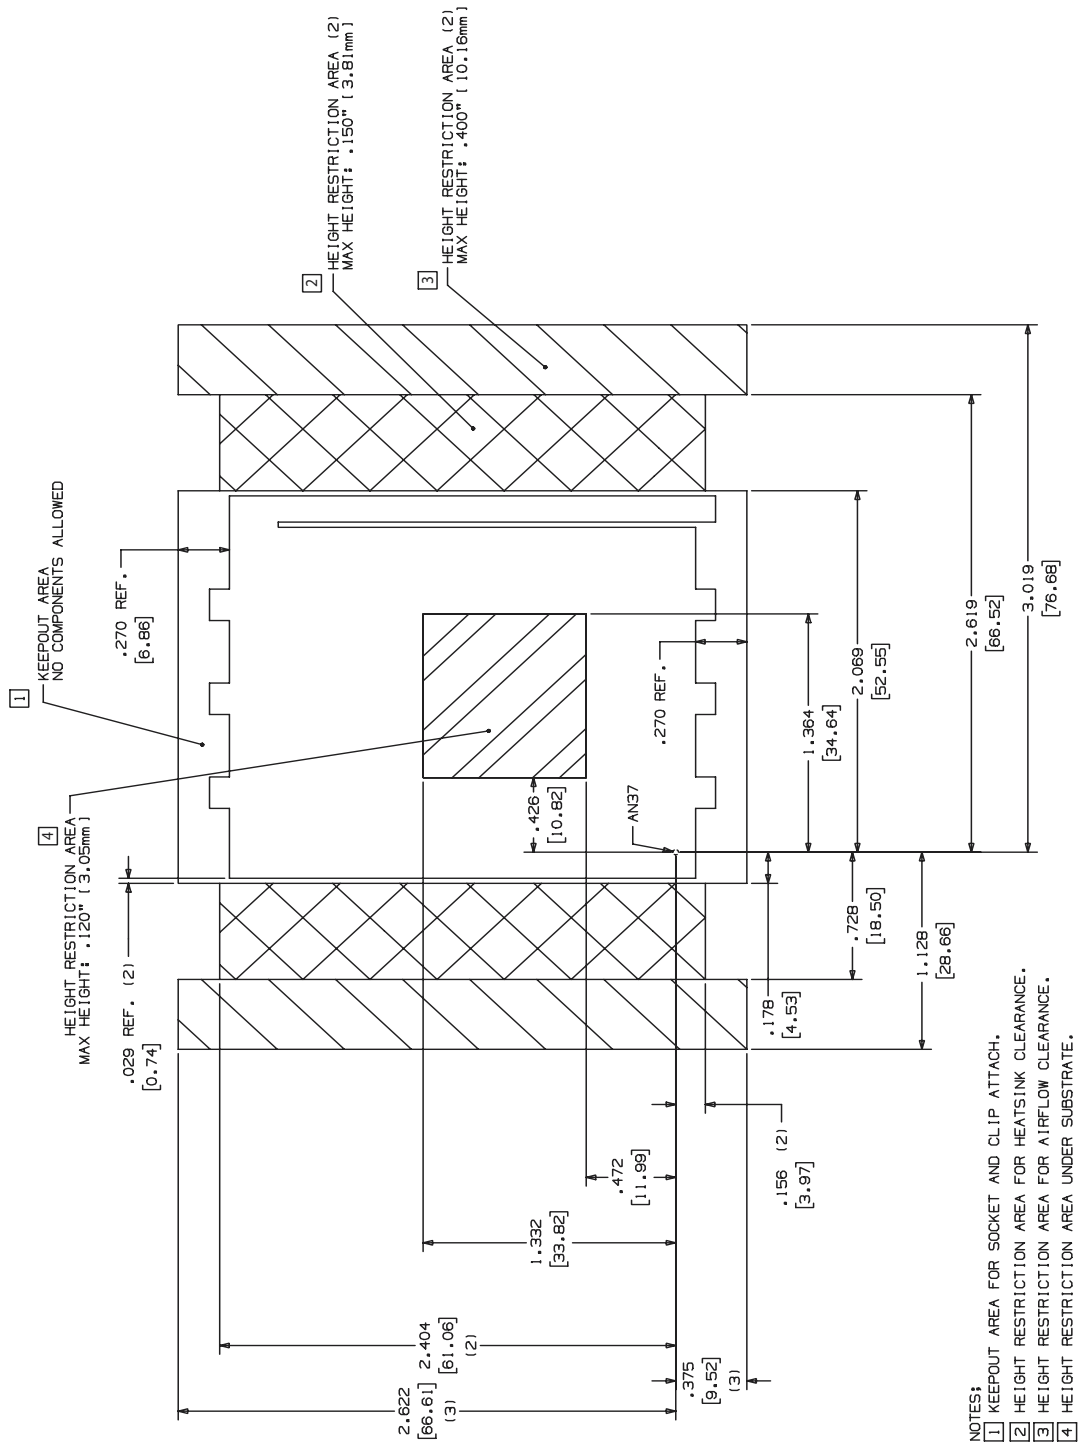 1
KEEPOUT AREA
NO COMPONENTS ALLOWED
4
HEIGHT RESTRICTION AREA
MAX HEIGHT: .120" [3.05mm]
2
HEIGHT RESTRICTION AREA (2)
MAX HEIGHT: .150" [3.81mm]
3
HEIGHT RESTRICTION AREA (2)
MAX HEIGHT: .400" [10.16mm]
.029 REF. (2)
[0.74]
.270 REF.
[6.86]
.270 REF.
.426
[10.82]
AN37
1.364
[34.64]
2.069
[52.55]
2.619
[66.52]
3.019
[76.68]
.178
[4.53]
.728
[18.50]
1.128
[28.66]
.156 (2)
[3.97]
.472
[11.99]
1.332
[33.82]
2.404
[61.06]
(2)
2.622
[66.61]
(3)
.375
[9.52]
(3)
NOTES:
1 KEEPOUT AREA FOR SOCKET AND CLIP ATTACH.
2 HEIGHT RESTRICTION AREA FOR HEATSINK CLEARANCE.
3 HEIGHT RESTRICTION AREA FOR AIRFLOW CLEARANCE.
4 HEIGHT RESTRICTION AREA UNDER SUBSTRATE.